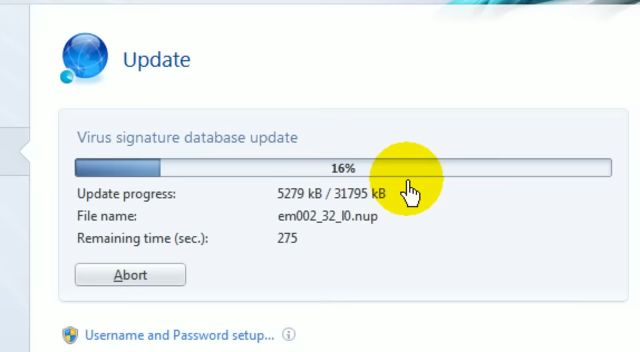 Update
Virus signature database update
16%
Update progress: 5279 kB / 31795 kB
File name: em002_32_l0.nup
Remaining time (sec.): 275
Abort
Username and Password setup...